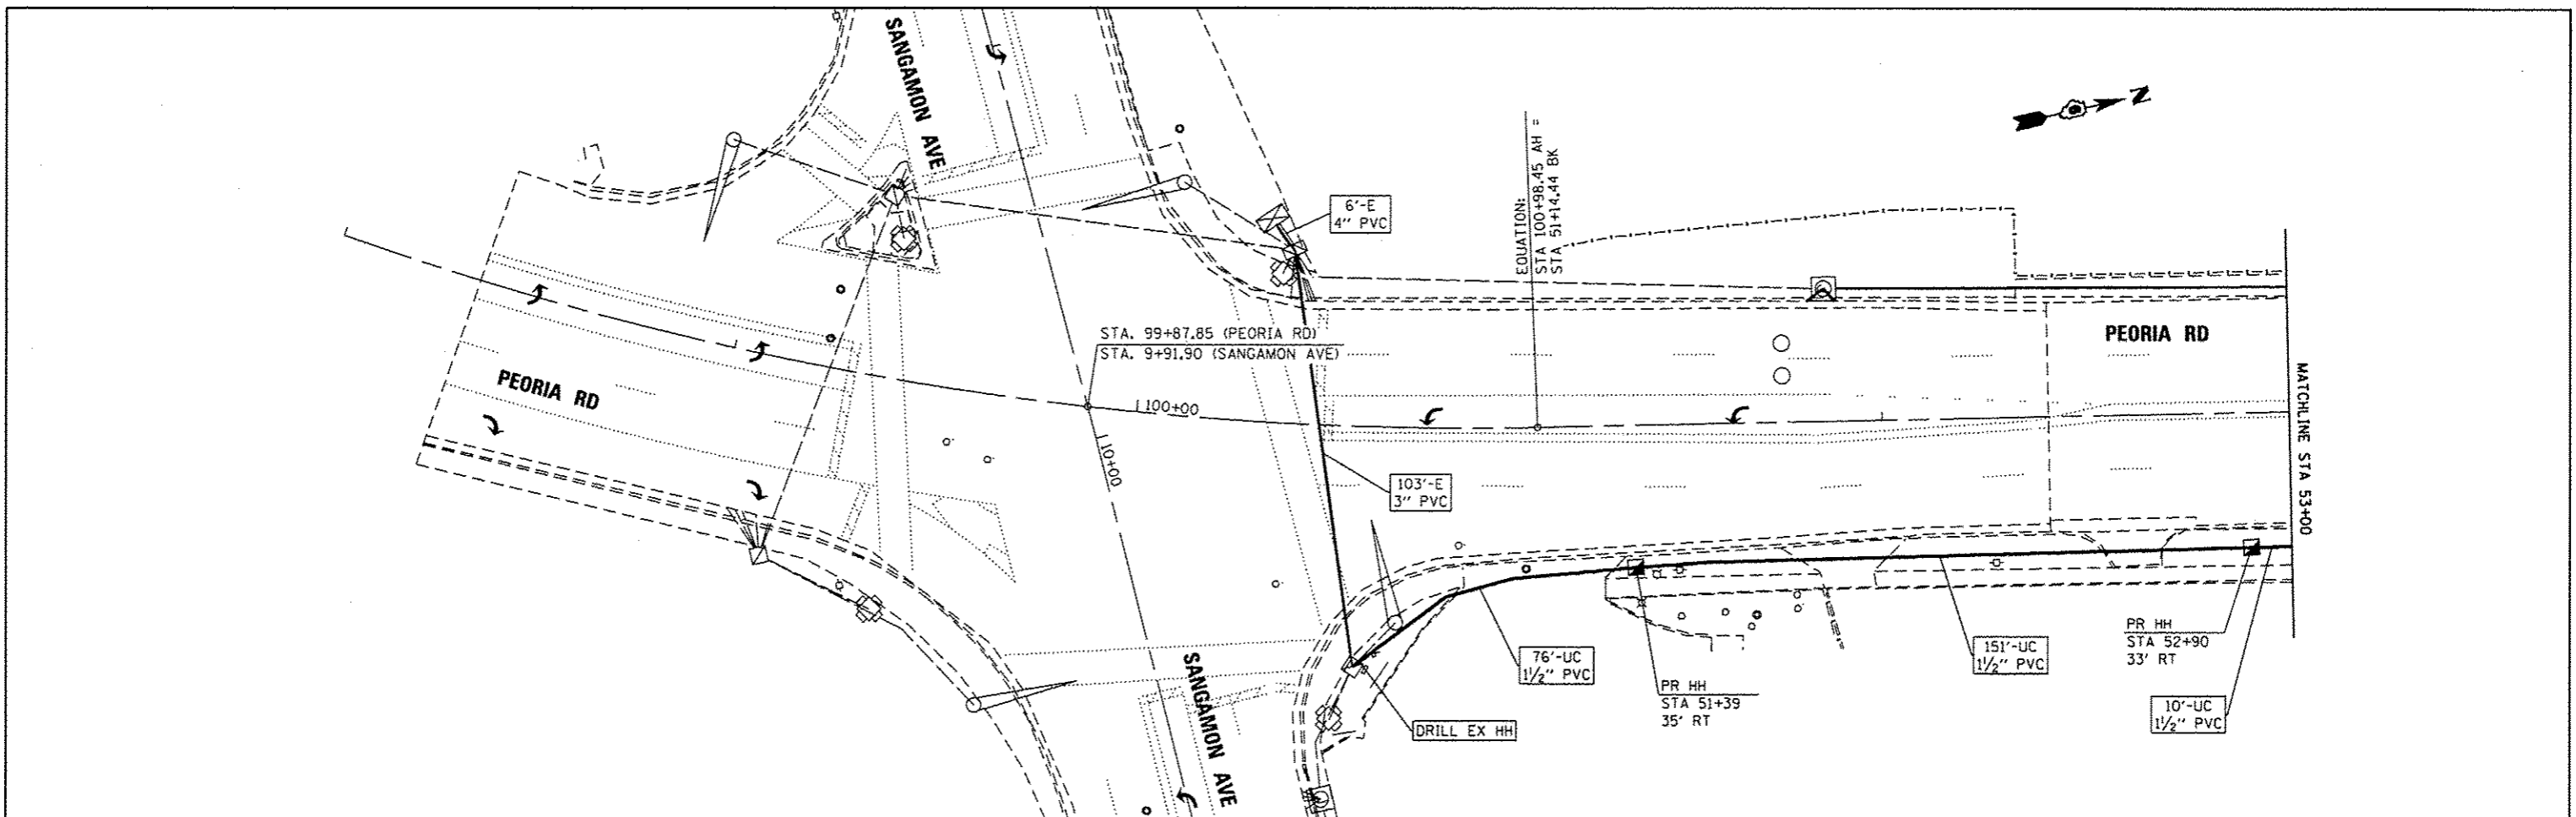 SANGAMON AVE
N
6'-E
4" PVC
EQUATION:
STA 100+98.45 AH =
STA 51+14.44 BK
STA. 99+87.85 (PEORIA RD)
STA. 9+91.90 (SANGAMON AVE)
PEORIA RD
MATCHLINE STA 53+00
PEORIA RD
100+00
10+00
103'-E
3" PVC
SANGAMON AVE
76'-UC
1½" PVC
DRILL EX HH
PR HH
STA 51+39
35' RT
151'-UC
1½" PVC
PR HH
STA 52+90
33' RT
10'-UC
1½" PVC